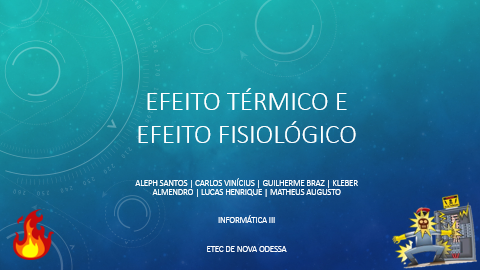 EFEITO TÉRMICO E
EFEITO FISIOLÓGICO
ALEPH SANTOS | CARLOS VINÍCIUS | GUILHERME BRAZ | KLEBER
ALMENDRO | LUCAS HENRIQUE | MATHEUS AUGUSTO
INFORMÁTICA III
ETEC DE NOVA ODESSA